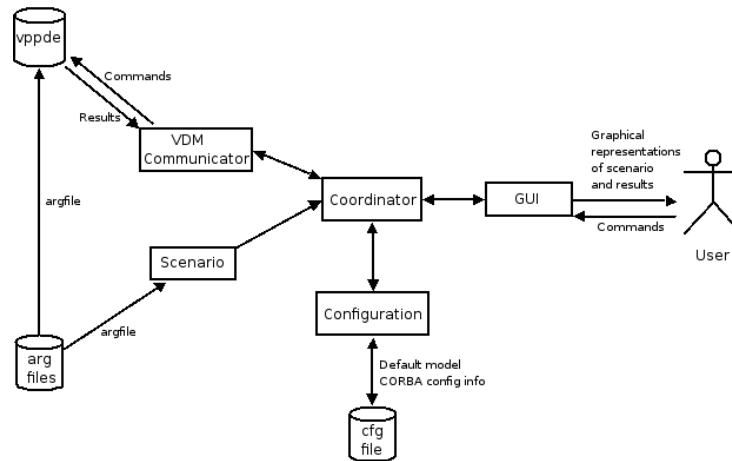 vppde
Commands
Results
VDM
Communicator
Graphical
representations
of scenario
and results
Coordinator
GUI
argfile
Commands
Scenario
User
Configuration
argfile
arg
files
Default model
CORBA config info
cfg
file